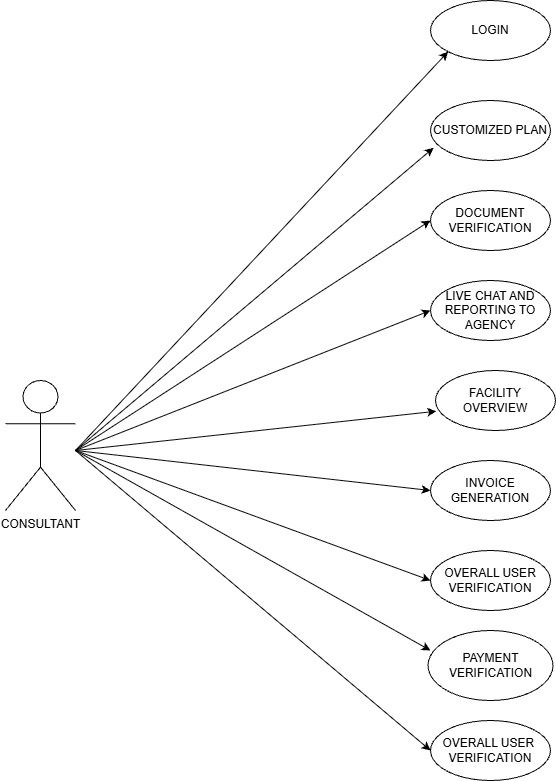 LOGIN
CUSTOMIZED PLAN
DOCUMENT
VERIFICATION
LIVE CHAT AND
REPORTING TO
AGENCY
FACILITY
OVERVIEW
INVOICE
GENERATION
CONSULTANT
OVERALL USER
VERIFICATION
PAYMENT
VERIFICATION
OVERALL USER
VERIFICATION